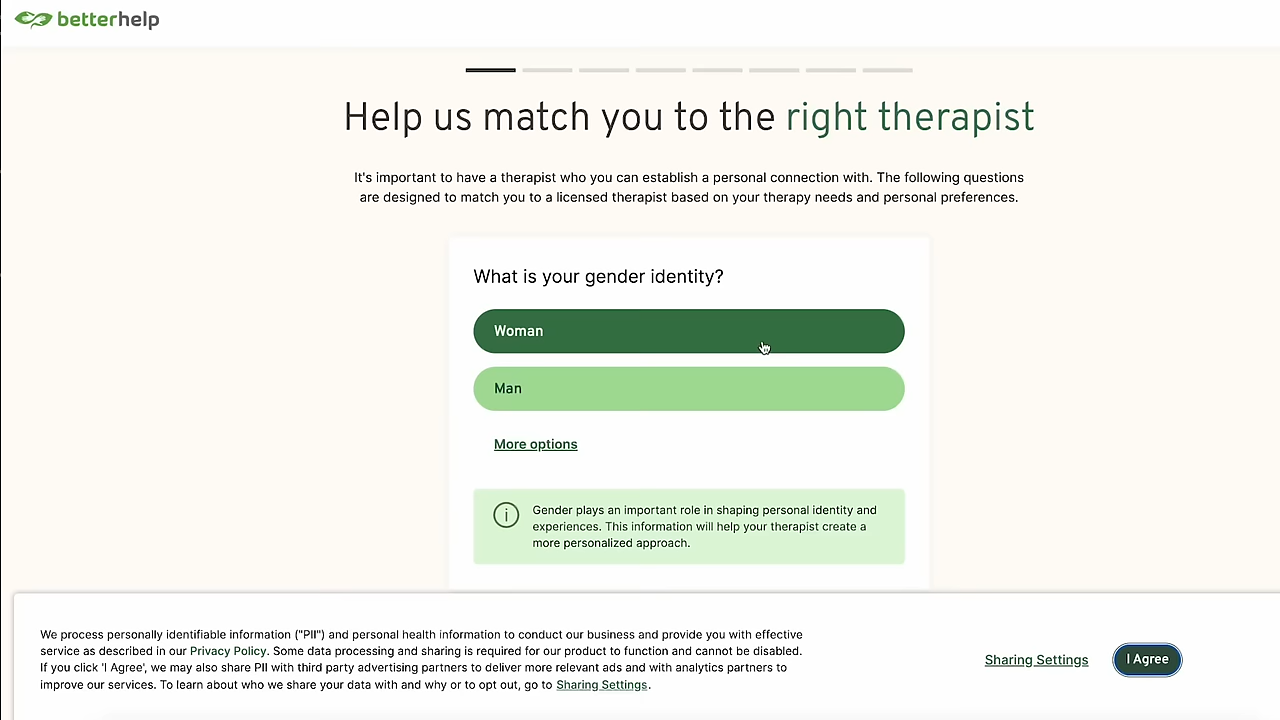 betterhelp
Help us match you to the right therapist
It's important to have a therapist who you can establish a personal connection with. The following questions
are designed to match you to a licensed therapist based on your therapy needs and personal preferences.
What is your gender identity?
Woman
Man
More options
Gender plays an important role in shaping personal identity and
experiences. This information will help your therapist create a
more personalized approach.
We process personally identifiable information ("PII") and personal health information to conduct our business and provide you with effective
service as described in our Privacy Policy. Some data processing and sharing is required for our product to function and cannot be disabled.
If you click 'I Agree', we may also share PII with third party advertising partners to deliver more relevant ads and with analytics partners to
improve our services. To learn about who we share your data with and why or to opt out, go to Sharing Settings.
Sharing Settings
I Agree